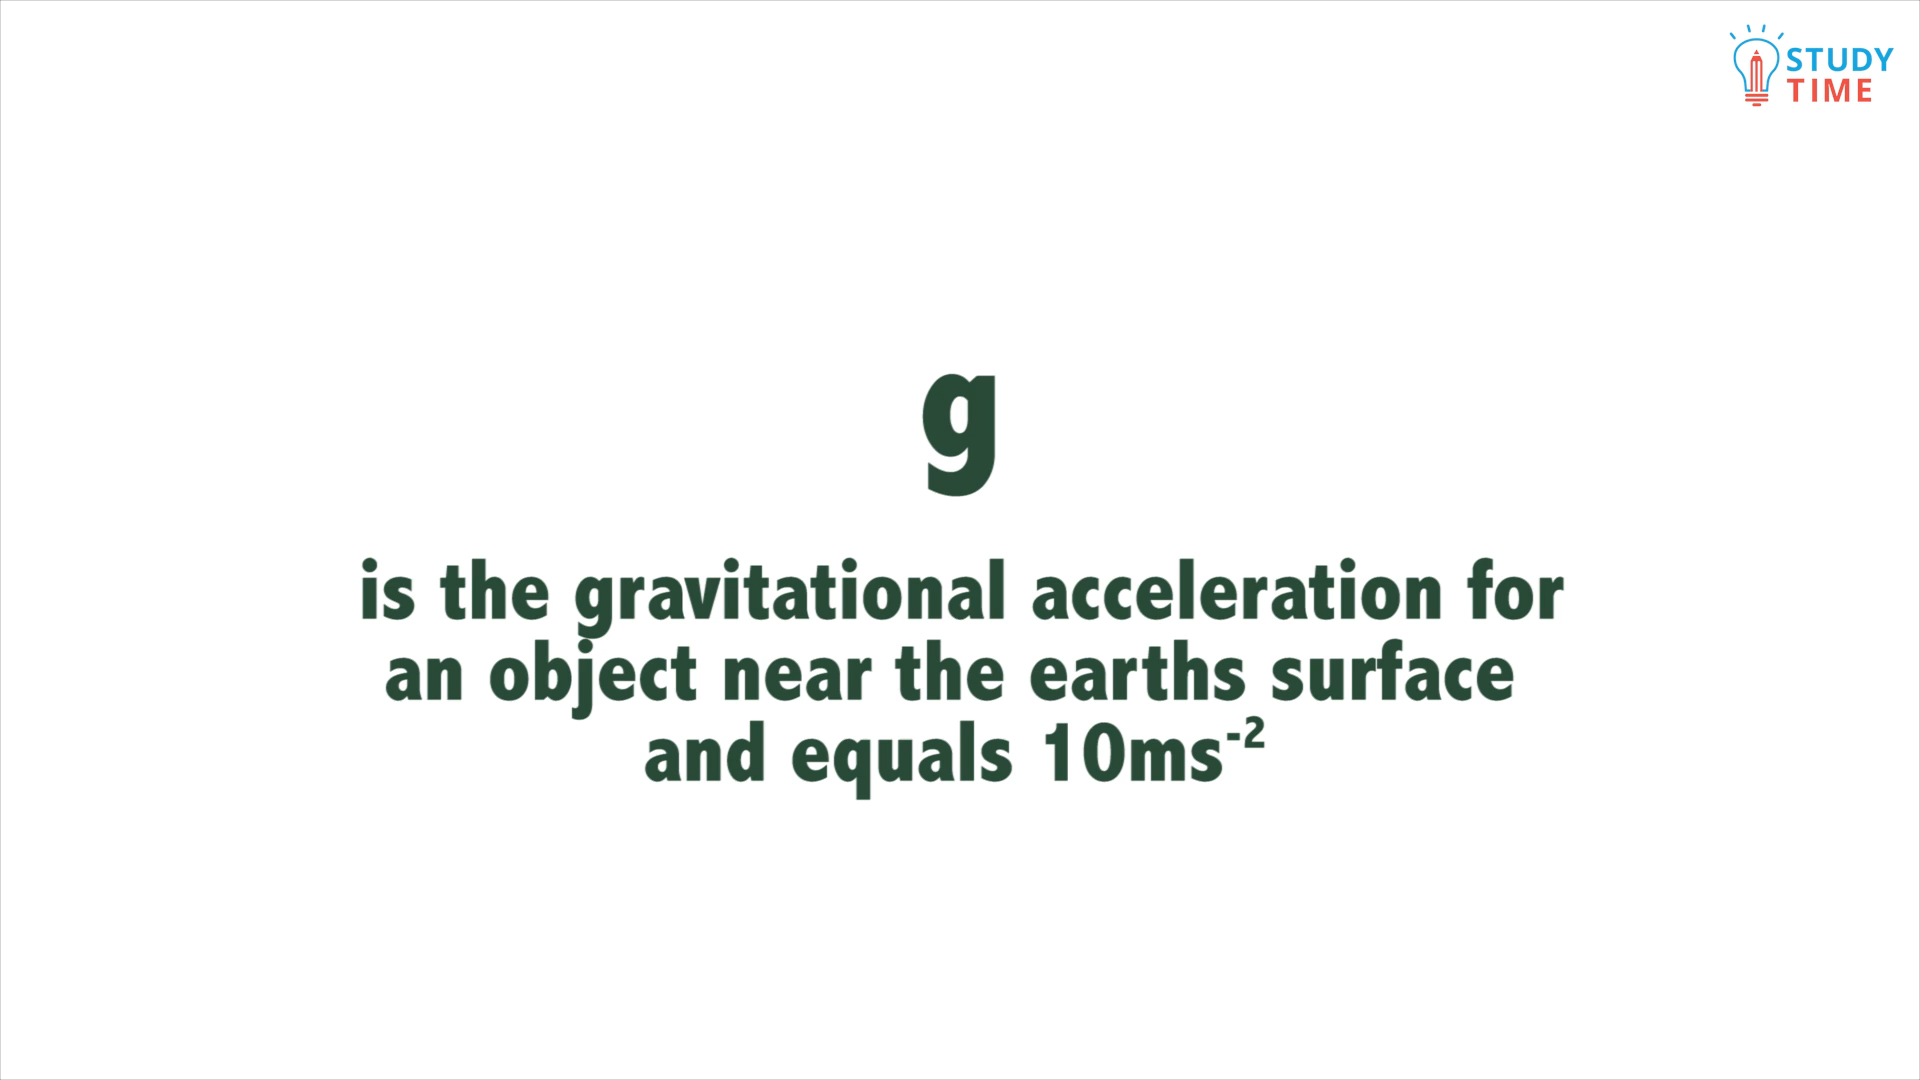 STUDY
TIME
g
is the gravitational acceleration for
an object near the earths surface
and equals 10ms⁻²